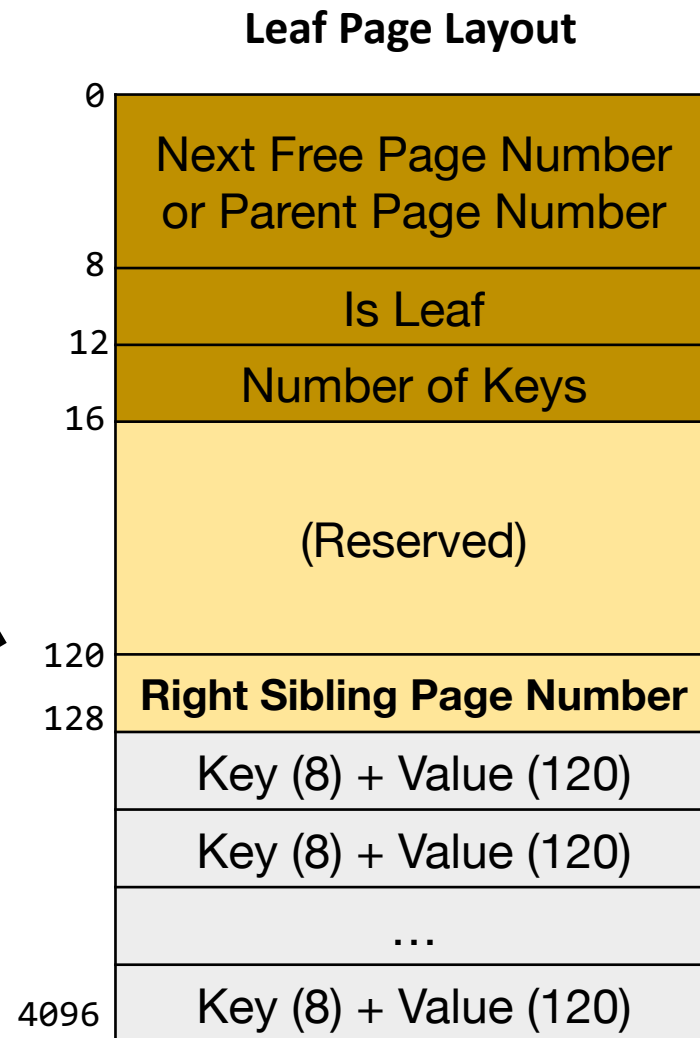 Leaf Page Layout
0
Next Free Page Number
or Parent Page Number
8
Is Leaf
12
Number of Keys
16
(Reserved)
120
Right Sibling Page Number
128
Key (8) + Value (120)
Key (8) + Value (120)
...
4096
Key (8) + Value (120)